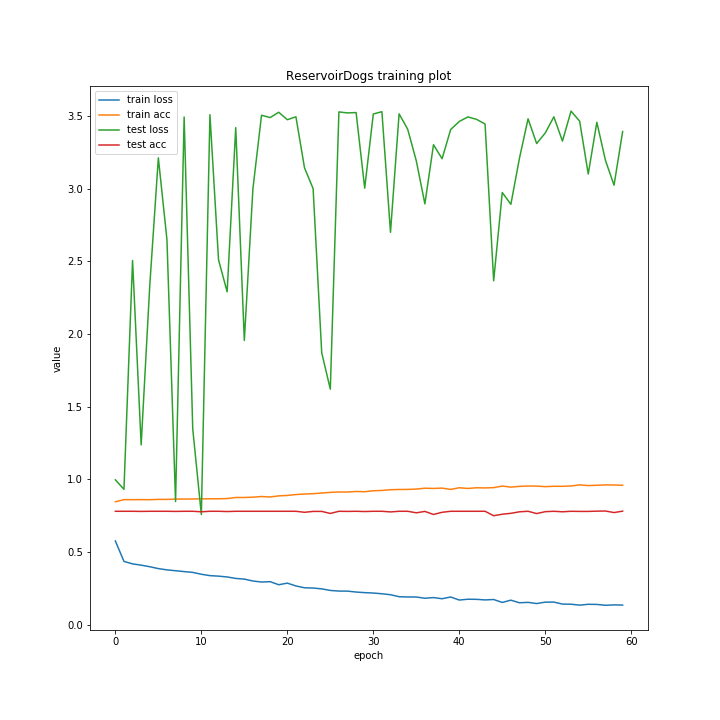 ReservoirDogs training plot
train loss
train acc
test loss
test acc
3.5
3.0
2.5
2.0
1.5
1.0
0.5
0.0
value
0 10 20 30 40 50 60
epoch